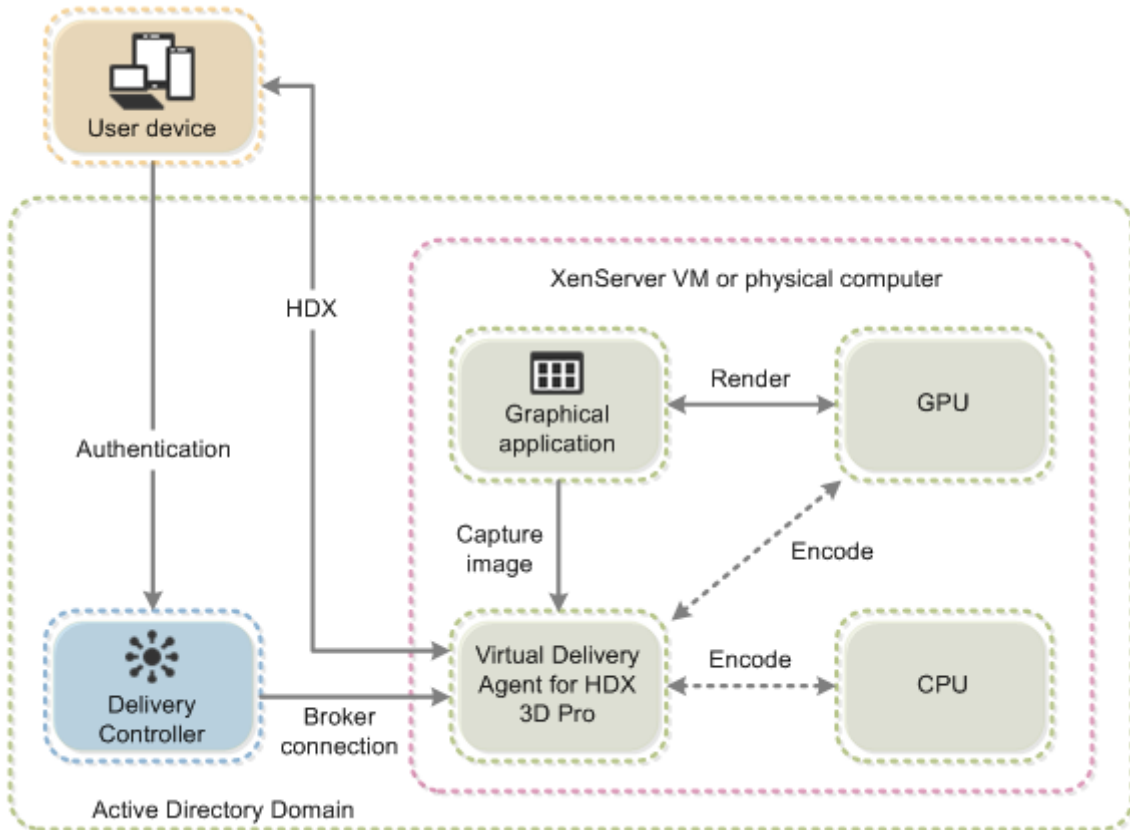 User device
XenServer VM or physical computer
HDX
Render
Graphical
application
GPU
Authentication
Capture
image
Encode
Virtual Delivery
Agent for HDX
3D Pro
Encode
CPU
Delivery
Controller
Broker
connection
Active Directory Domain